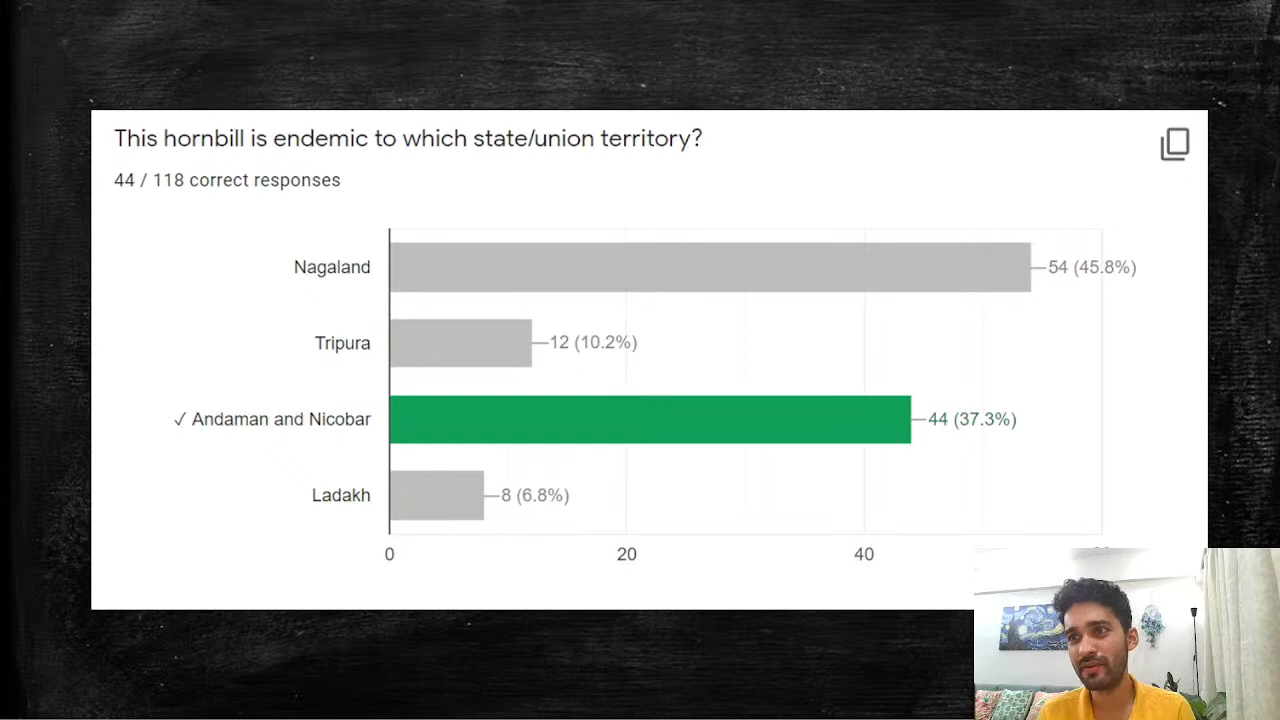 This hornbill is endemic to which state/union territory?
44 / 118 correct responses
Nagaland
54 (45.8%)
Tripura
12 (10.2%)
✓ Andaman and Nicobar
44 (37.3%)
Ladakh
8 (6.8%)
0
20
40